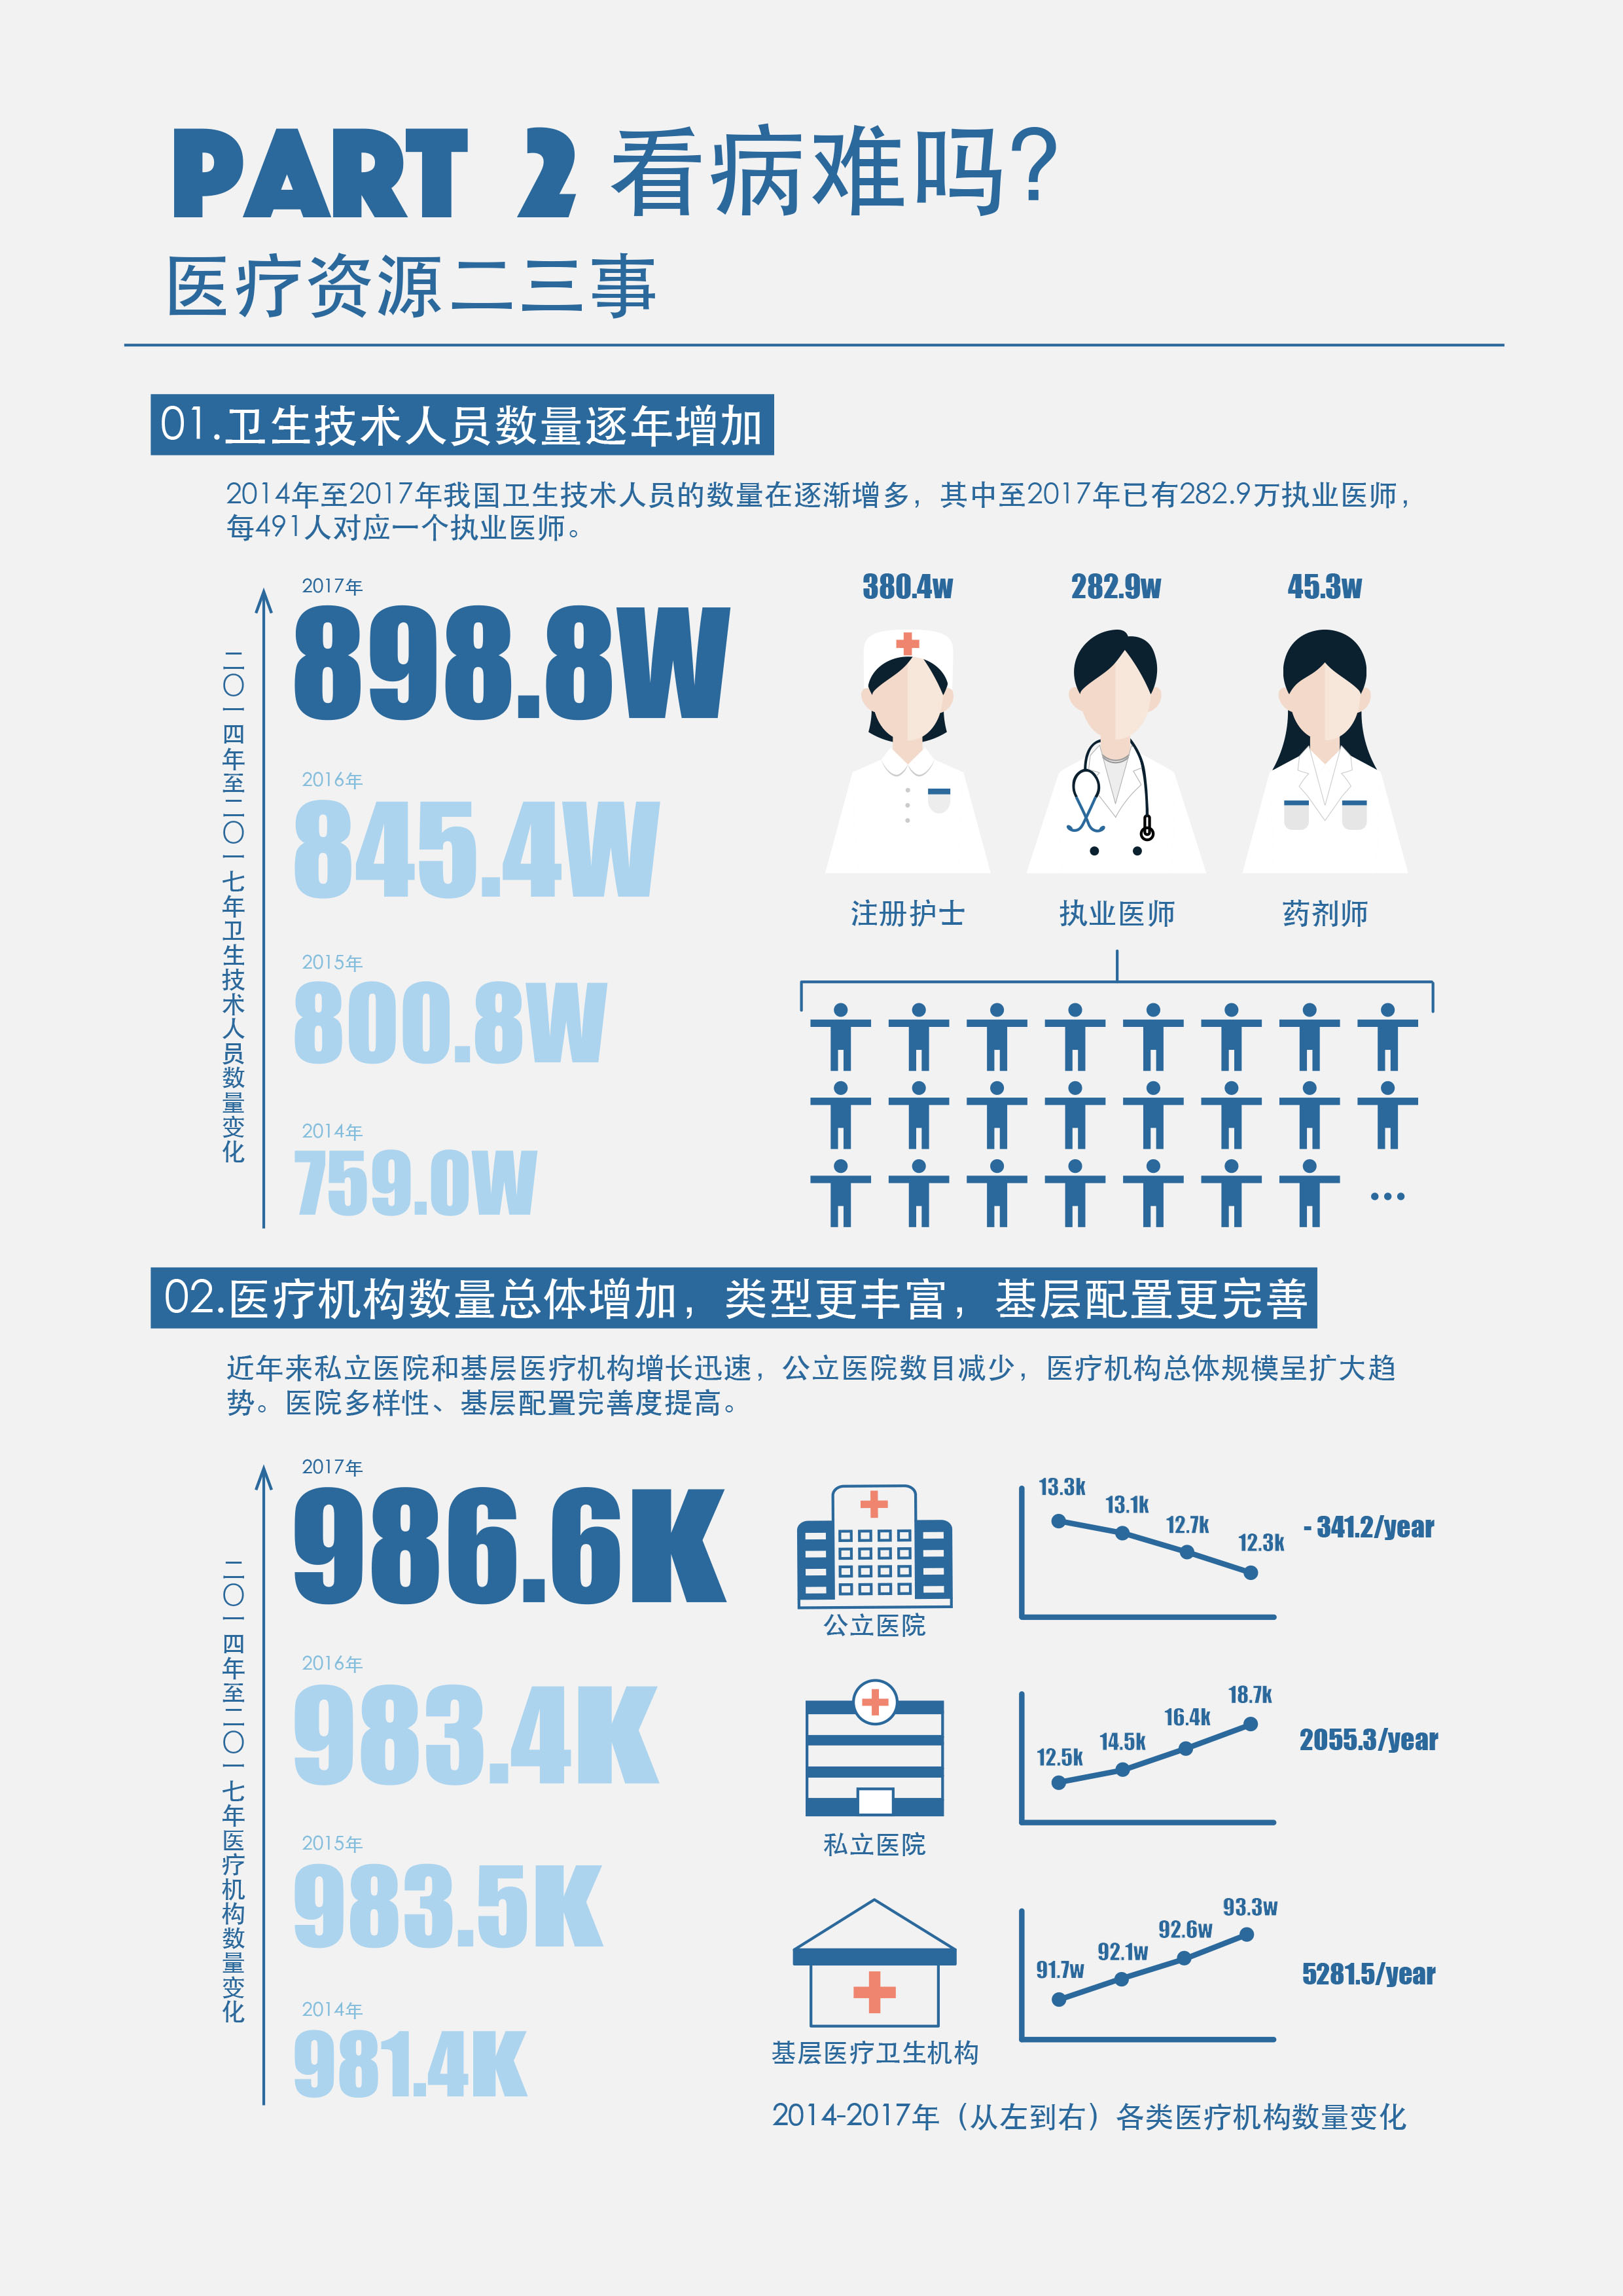 PART 2 看病难吗?
医疗资源二三事
01.卫生技术人员数量逐年增加
2014年至2017年我国卫生技术人员的数量在逐渐增多，其中至2017年已有282.9万执业医师，
每491人对应一个执业医师。
二〇一四年至二〇一七年卫生技术人员数量变化
2017年
898.8W
2016年
845.4W
2015年
800.8W
2014年
759.0W
380.4w
282.9w
45.3w
注册护士
执业医师
药剂师
...
02.医疗机构数量总体增加，类型更丰富，基层配置更完善
近年来私立医院和基层医疗机构增长迅速，公立医院数目减少，医疗机构总体规模呈扩大趋
势。医院多样性、基层配置完善度提高。
二〇一四年至二〇一七年医疗机构数量变化
2017年
986.6K
2016年
983.4K
2015年
983.5K
2014年
981.4K
公立医院
13.3k
13.1k
12.7k
12.3k
- 341.2/year
私立医院
12.5k
14.5k
16.4k
18.7k
2055.3/year
基层医疗卫生机构
91.7w
92.1w
92.6w
93.3w
5281.5/year
2014-2017年（从左到右）各类医疗机构数量变化